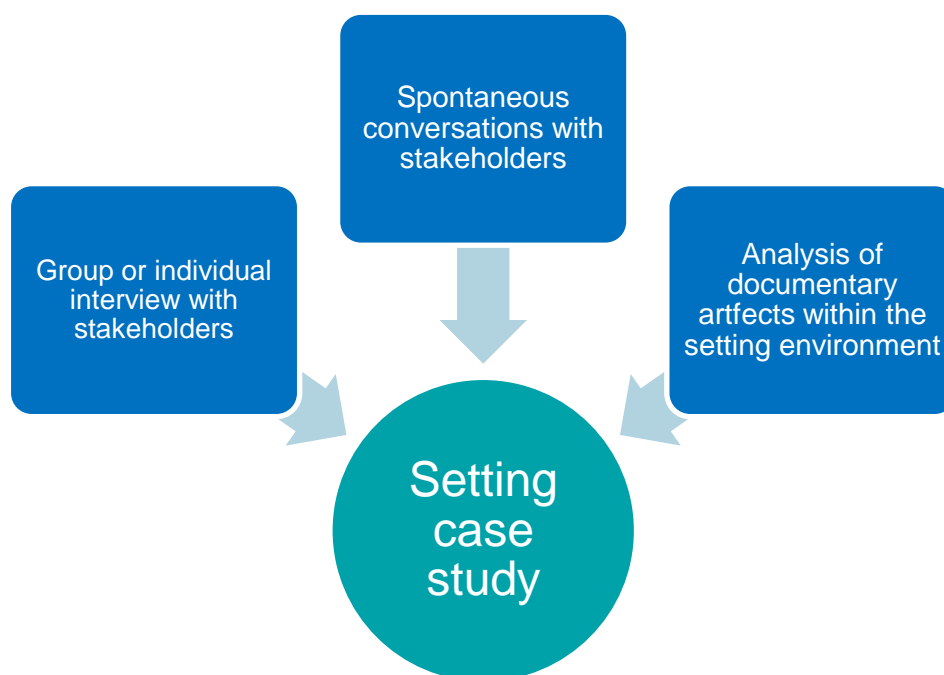 Spontaneous
conversations with
stakeholders
Group or individual
interview with
stakeholders
Analysis of
documentary
artfects within the
setting environment
Setting
case
study